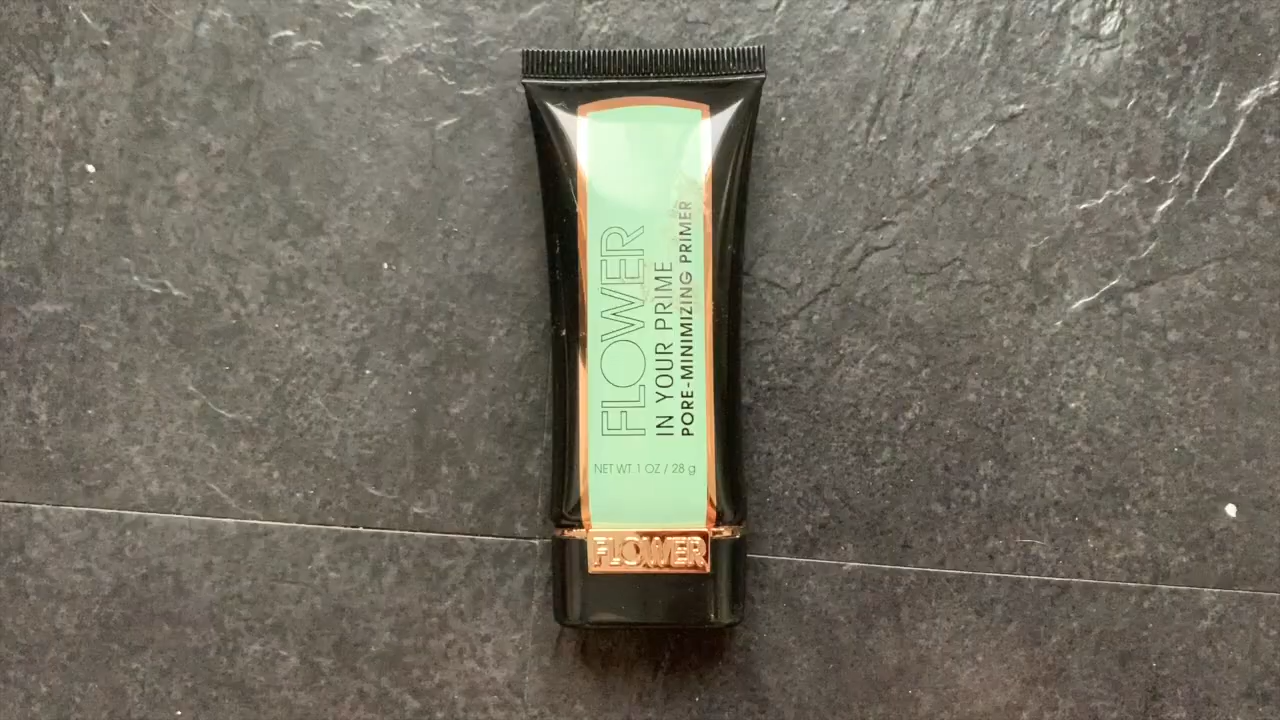 FLOWER
IN YOUR PRIME
PORE-MINIMIZING PRIMER
NET WT. 1 OZ / 28 g
FLOWER